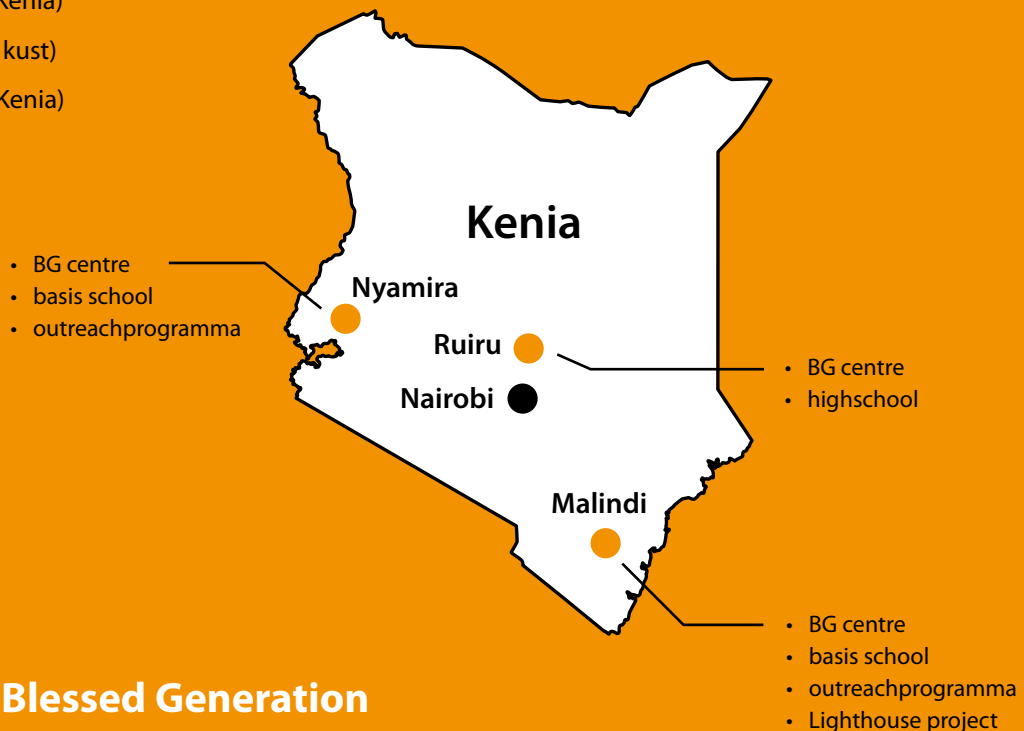 Kenia)
kust)
Kenia)
Kenia
• BG centre
• basis school
• outreachprogramma
Nyamira
Ruiru
Nairobi
• BG centre
• highschool
Malindi
• BG centre
• basis school
• outreachprogramma
• Lighthouse project
Blessed Generation